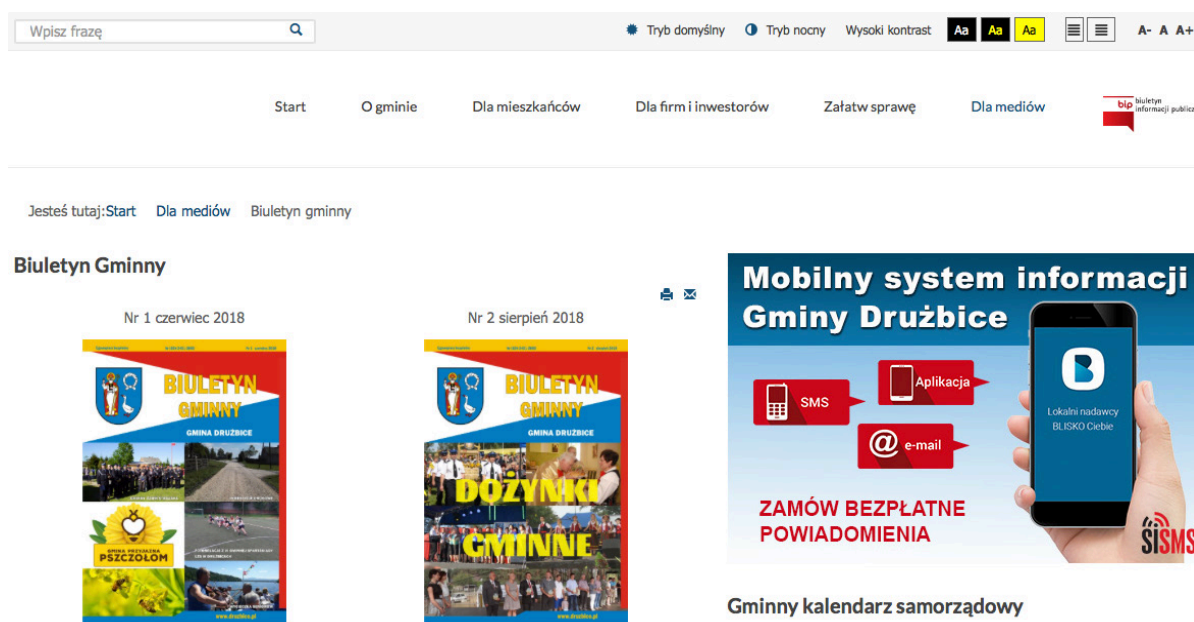 Wpisz frazę
Tryb domyślny Tryb nocny Wysoki kontrast Aa Aa Aa A- A A+
Start O gminie Dla mieszkańców Dla firm i inwestorów Załatw sprawę Dla mediów
bip biuletyn
informacji publicz
Jesteś tutaj:Start Dla mediów Biuletyn gminny
Biuletyn Gminny
Nr 1 czerwiec 2018
BIULETYN
GMINNY
GMINA DRUŻBICE
GMINA PRZYJAZNA
PSZCZOŁOM
www.druzbice.pl
Nr 2 sierpień 2018
BIULETYN
GMINNY
GMINA DRUŻBICE
DOŻYNKI
GMINNE
www.druzbice.pl
Mobilny system informacji
Gminy Drużbice
Aplikacja
SMS
@ e-mail
Lokalni nadawcy
BLISKO Ciebie
ZAMÓW BEZPŁATNE
POWIADOMIENIA
SISMS
Gminny kalendarz samorządowy